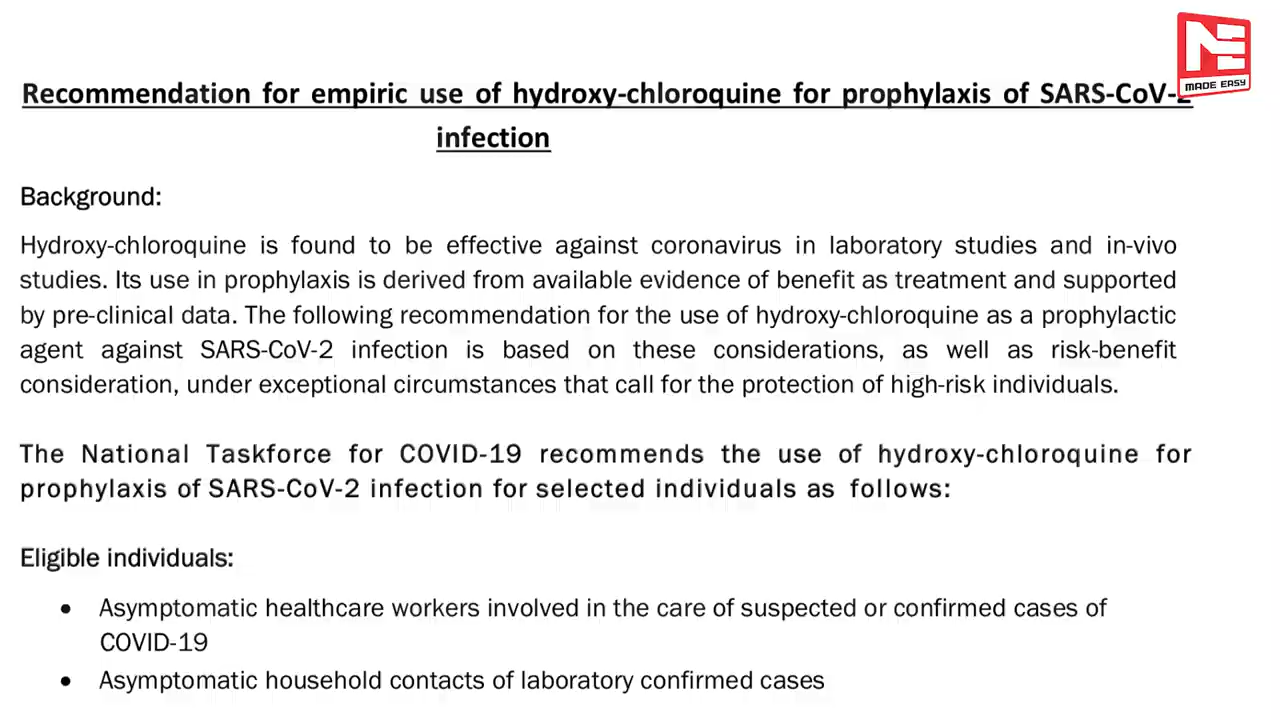 MADE EASY
Recommendation for empiric use of hydroxy-chloroquine for prophylaxis of SARS-CoV-2
infection
Background:
Hydroxy-chloroquine is found to be effective against coronavirus in laboratory studies and in-vivo
studies. Its use in prophylaxis is derived from available evidence of benefit as treatment and supported
by pre-clinical data. The following recommendation for the use of hydroxy-chloroquine as a prophylactic
agent against SARS-CoV-2 infection is based on these considerations, as well as risk-benefit
consideration, under exceptional circumstances that call for the protection of high-risk individuals.
The National Taskforce for COVID-19 recommends the use of hydroxy-chloroquine for
prophylaxis of SARS-CoV-2 infection for selected individuals as follows:
Eligible individuals:
• Asymptomatic healthcare workers involved in the care of suspected or confirmed cases of
COVID-19
• Asymptomatic household contacts of laboratory confirmed cases